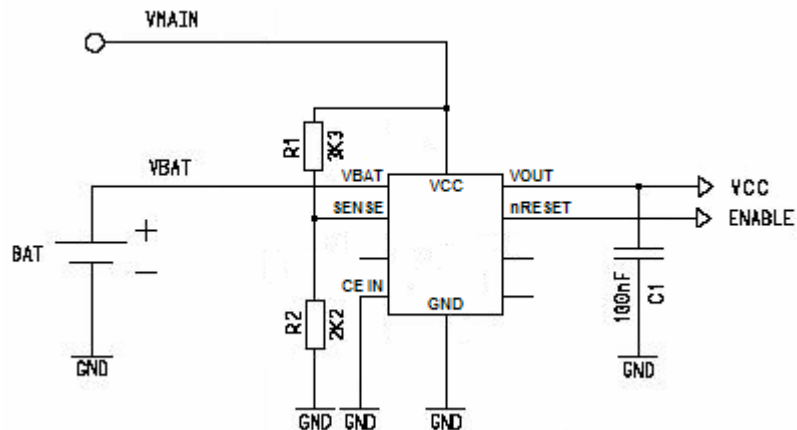 VMAIN
R1
3K3
VBAT
VBAT
VCC
VOUT
VCC
SENSE
nRESET
ENABLE
BAT
+
-
CE IN
GND
R2
2K2
100nF
C1
GND
GND
GND
GND
GND